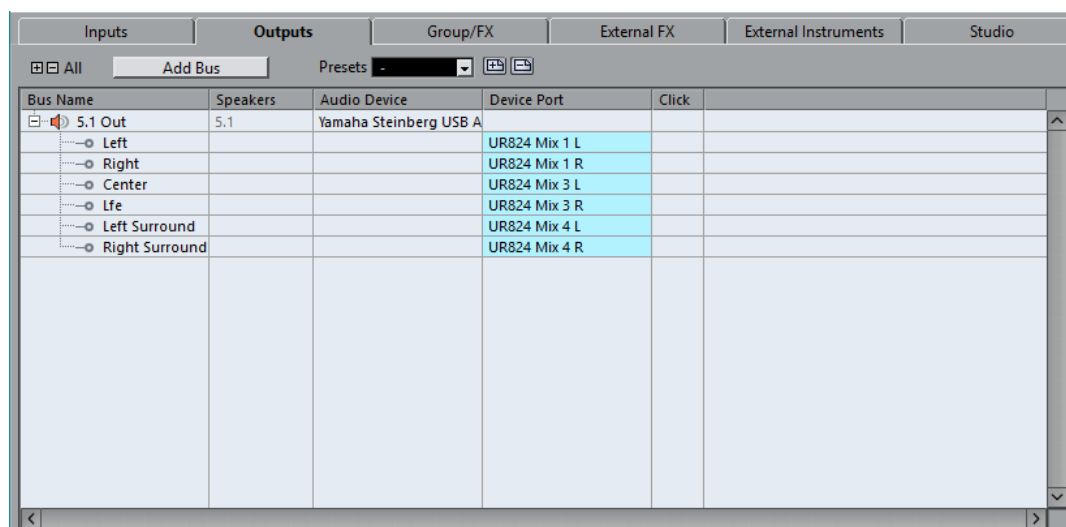 Inputs Outputs Group/FX External FX External Instruments Studio
All Add Bus Presets -
Bus Name Speakers Audio Device Device Port Click
5.1 Out 5.1 Yamaha Steinberg USB A
Left UR824 Mix 1 L
Right UR824 Mix 1 R
Center UR824 Mix 3 L
Lfe UR824 Mix 3 R
Left Surround UR824 Mix 4 L
Right Surround UR824 Mix 4 R